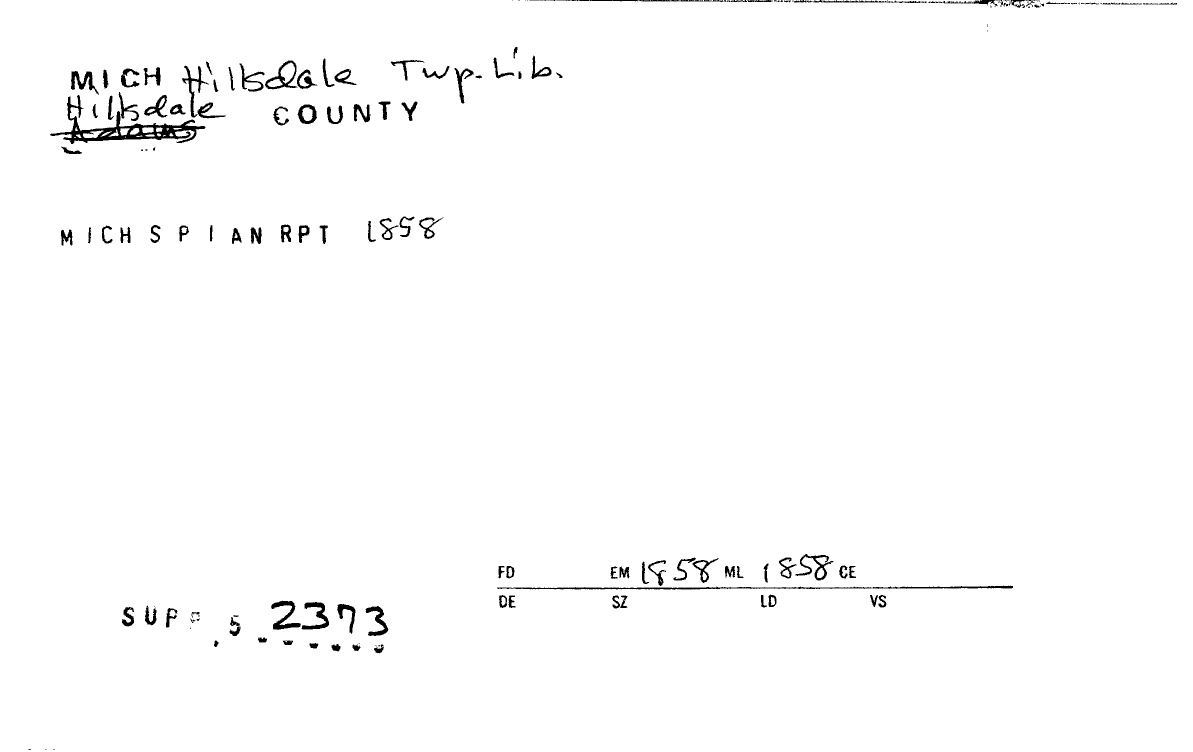 MICH Hillsdale Twp. Lib.
Hillsdale COUNTY
Adams
MICH S P I AN RPT 1858
FD EM 1858 ML 1858 CE
DE SZ LD VS
SUPP 5 2373